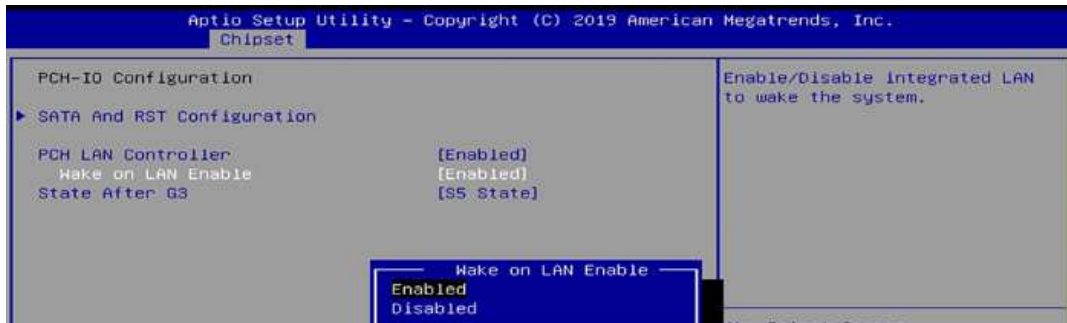 Aptio Setup Utility – Copyright (C) 2019 American Megatrends, Inc.
Chipset
PCH-IO Configuration
SATA And RST Configuration
PCH LAN Controller [Enabled]
Wake on LAN Enable [Enabled]
State After G3 [S5 State]
Enable/Disable integrated LAN
to wake the system.
Wake on LAN Enable
Enabled
Disabled